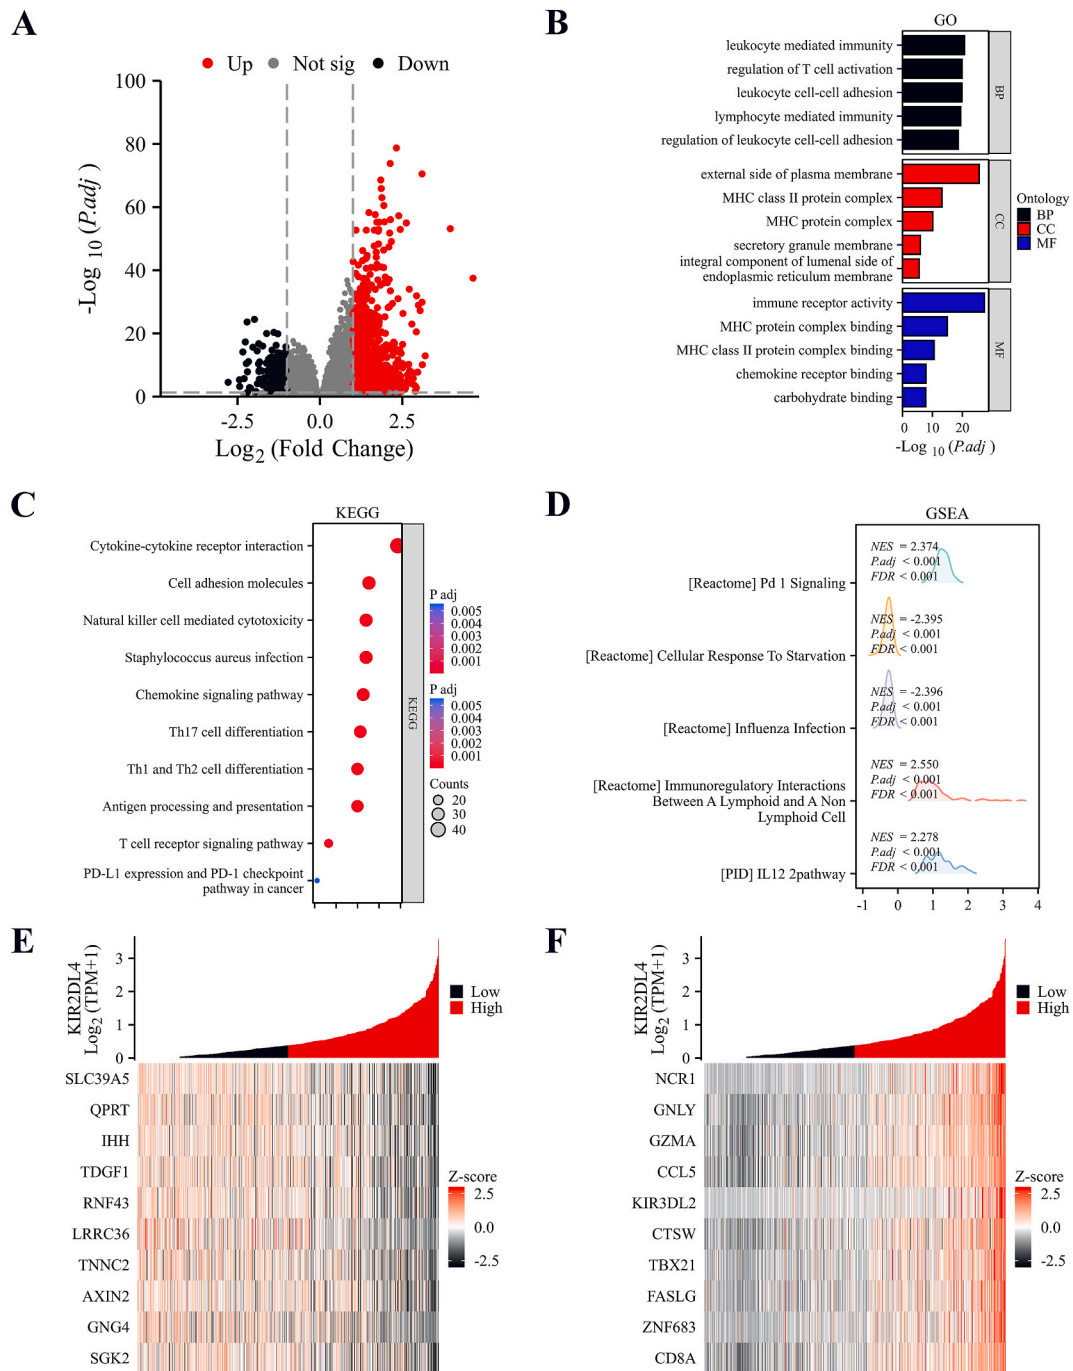 A
Up Not sig Down
100
80
60
40
20
0
-Log 10 (P.adj )
-2.5 0.0 2.5
Log2 (Fold Change)
B
GO
leukocyte mediated immunity
regulation of T cell activation
leukocyte cell-cell adhesion
lymphocyte mediated immunity
regulation of leukocyte cell-cell adhesion
BP
external side of plasma membrane
MHC class II protein complex
MHC protein complex
secretory granule membrane
integral component of lumenal side of
endoplasmic reticulum membrane
CC
immune receptor activity
MHC protein complex binding
MHC class II protein complex binding
chemokine receptor binding
carbohydrate binding
MF
0 10 20
-Log 10 (P.adj )
Ontology
BP
CC
MF
C
KEGG
Cytokine-cytokine receptor interaction
Cell adhesion molecules
Natural killer cell mediated cytotoxicity
Staphylococcus aureus infection
Chemokine signaling pathway
Th17 cell differentiation
Th1 and Th2 cell differentiation
Antigen processing and presentation
T cell receptor signaling pathway
PD-L1 expression and PD-1 checkpoint
pathway in cancer
KEGG
P adj
0.005
0.004
0.003
0.002
0.001
P adj
0.005
0.004
0.003
0.002
0.001
Counts
20
30
40
D
GSEA
NES = 2.374
P.adj < 0.001
FDR < 0.001
[Reactome] Pd 1 Signaling
NES = -2.395
P.adj < 0.001
FDR < 0.001
[Reactome] Cellular Response To Starvation
NES = -2.396
P.adj < 0.001
FDR < 0.001
[Reactome] Influenza Infection
NES = 2.550
P.adj < 0.001
FDR < 0.001
[Reactome] Immunoregulatory Interactions
Between A Lymphoid and A Non
Lymphoid Cell
NES = 2.278
P.adj < 0.001
FDR < 0.001
[PID] IL12 2pathway
-1 0 1 2 3 4
E
KIR2DL4
Log2 (TPM+1)
3
2
1
0
Low
High
SLC39A5
QPRT
IHH
TDGF1
RNF43
LRRC36
TNNC2
AXIN2
GNG4
SGK2
Z-score
2.5
0.0
-2.5
F
KIR2DL4
Log2 (TPM+1)
3
2
1
0
Low
High
NCR1
GNLY
GZMA
CCL5
KIR3DL2
CTSW
TBX21
FASLG
ZNF683
CD8A
Z-score
2.5
0.0
-2.5